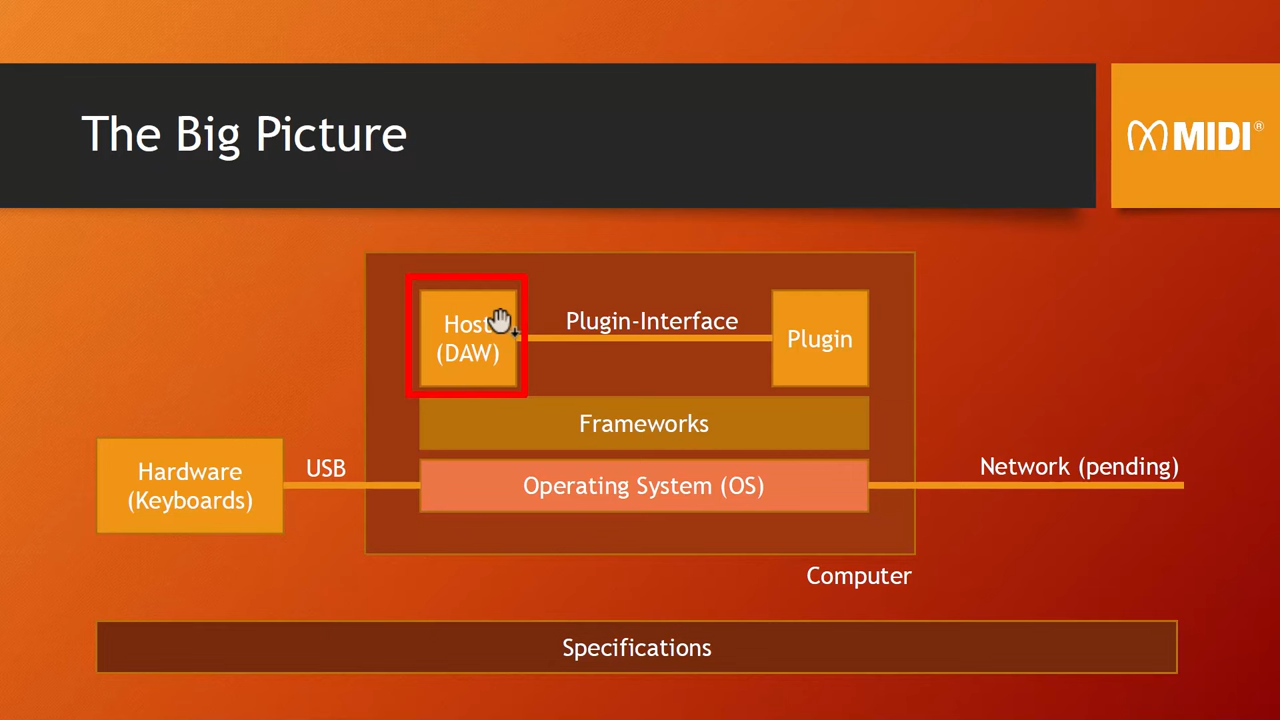 The Big Picture
MIDI®
Host
(DAW)
Plugin-Interface
Plugin
Frameworks
Hardware
(Keyboards)
USB
Operating System (OS)
Network (pending)
Computer
Specifications